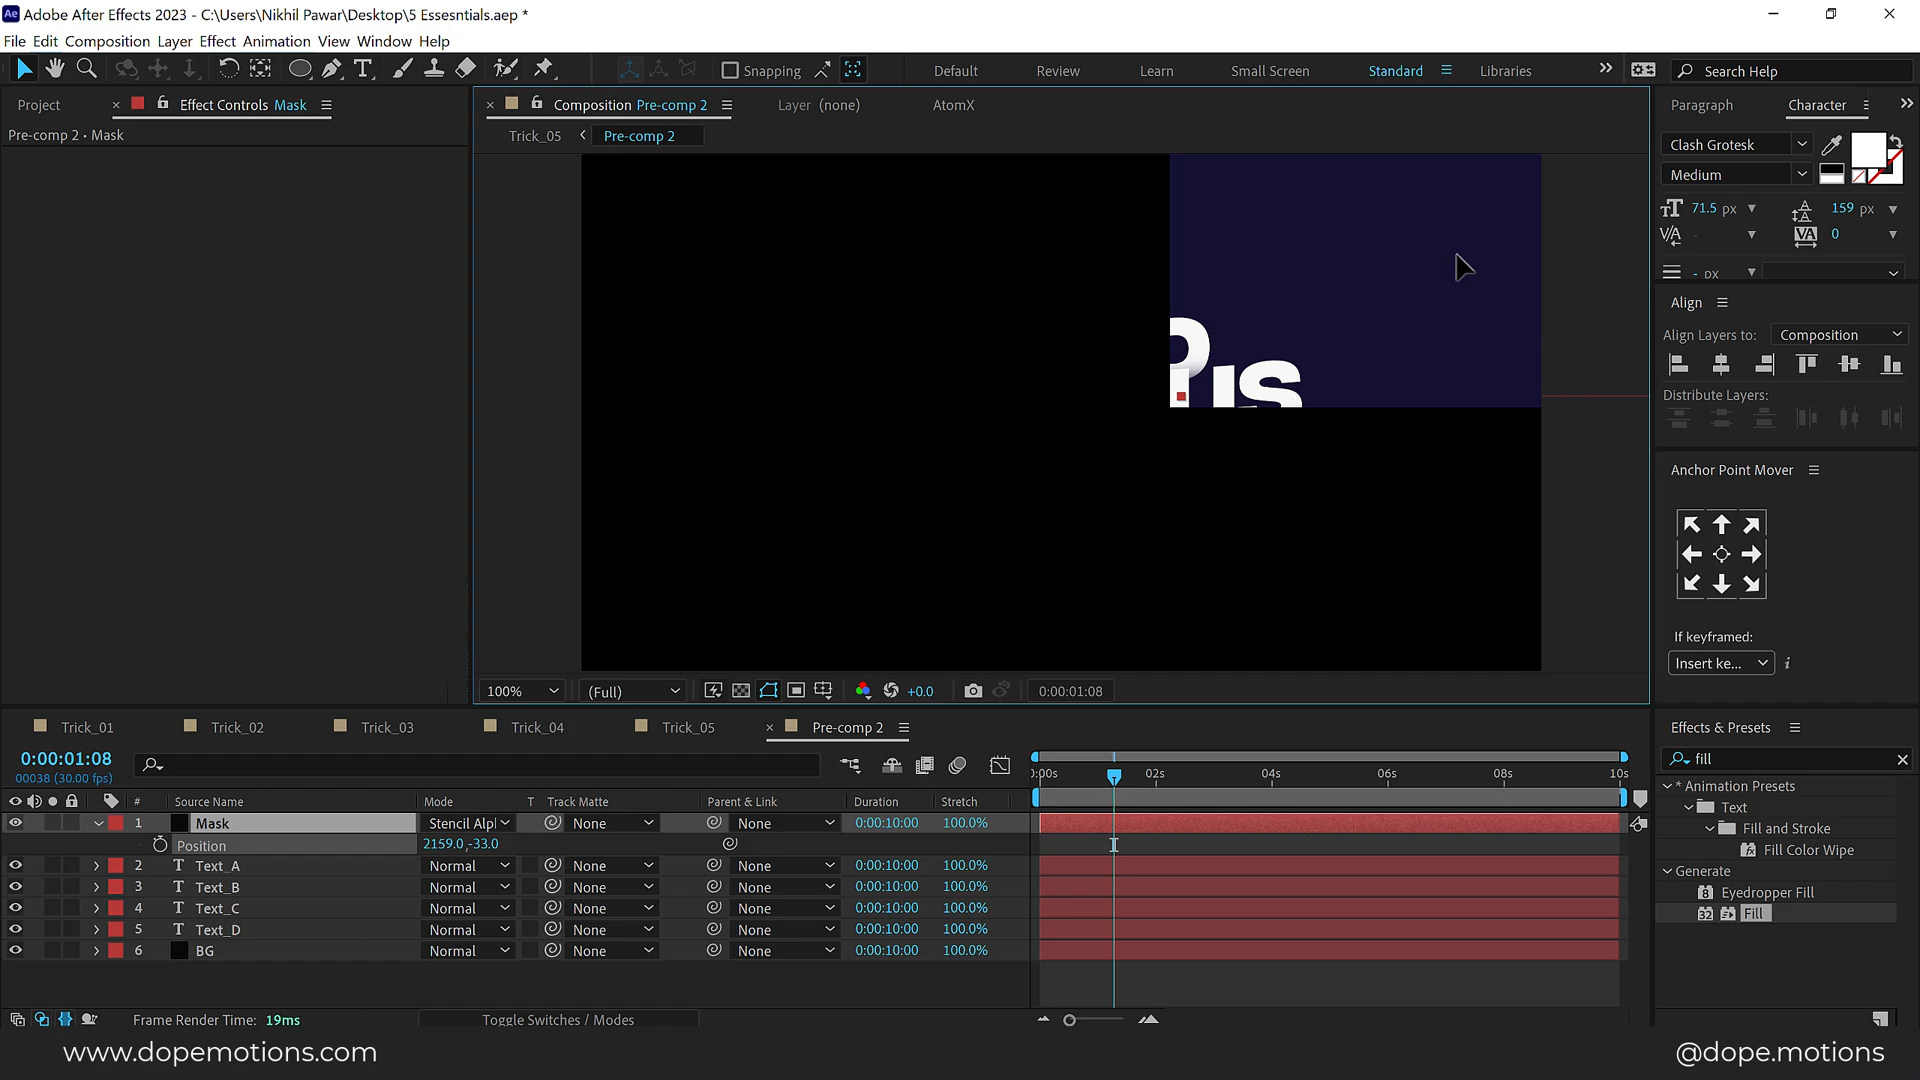 Adobe After Effects 2023 - C:\Users\Nikhil Pawar\Desktop\5 Essesntials.aep *
File Edit Composition Layer Effect Animation View Window Help
Snapping
Default Review Learn Small Screen Standard Libraries Search Help
Project Effect Controls Mask
Composition Pre-comp 2 Layer (none) AtomX
Paragraph Character
Pre-comp 2 • Mask
Trick_05 Pre-comp 2
Clash Grotesk
Medium
71.5 px 159 px
0
- px
Align
Align Layers to: Composition
Distribute Layers:
Anchor Point Mover
If keyframed:
Insert ke...
100% (Full) +0.0 0:00:01:08
Trick_01 Trick_02 Trick_03 Trick_04 Trick_05 Pre-comp 2
0:00:01:08
00038 (30.00 fps)
):00s 02s 04s 06s 08s 10s
# Source Name Mode T Track Matte Parent & Link Duration Stretch
1 Mask Stencil Alpl None None 0:00:10:00 100.0%
Position 2159.0,-33.0
2 Text_A Normal None None 0:00:10:00 100.0%
3 Text_B Normal None None 0:00:10:00 100.0%
4 Text_C Normal None None 0:00:10:00 100.0%
5 Text_D Normal None None 0:00:10:00 100.0%
6 BG Normal None None 0:00:10:00 100.0%
Frame Render Time: 19ms Toggle Switches / Modes
Effects & Presets
fill
* Animation Presets
Text
Fill and Stroke
Fill Color Wipe
Generate
Eyedropper Fill
Fill
www.dopemotions.com
@dope.motions